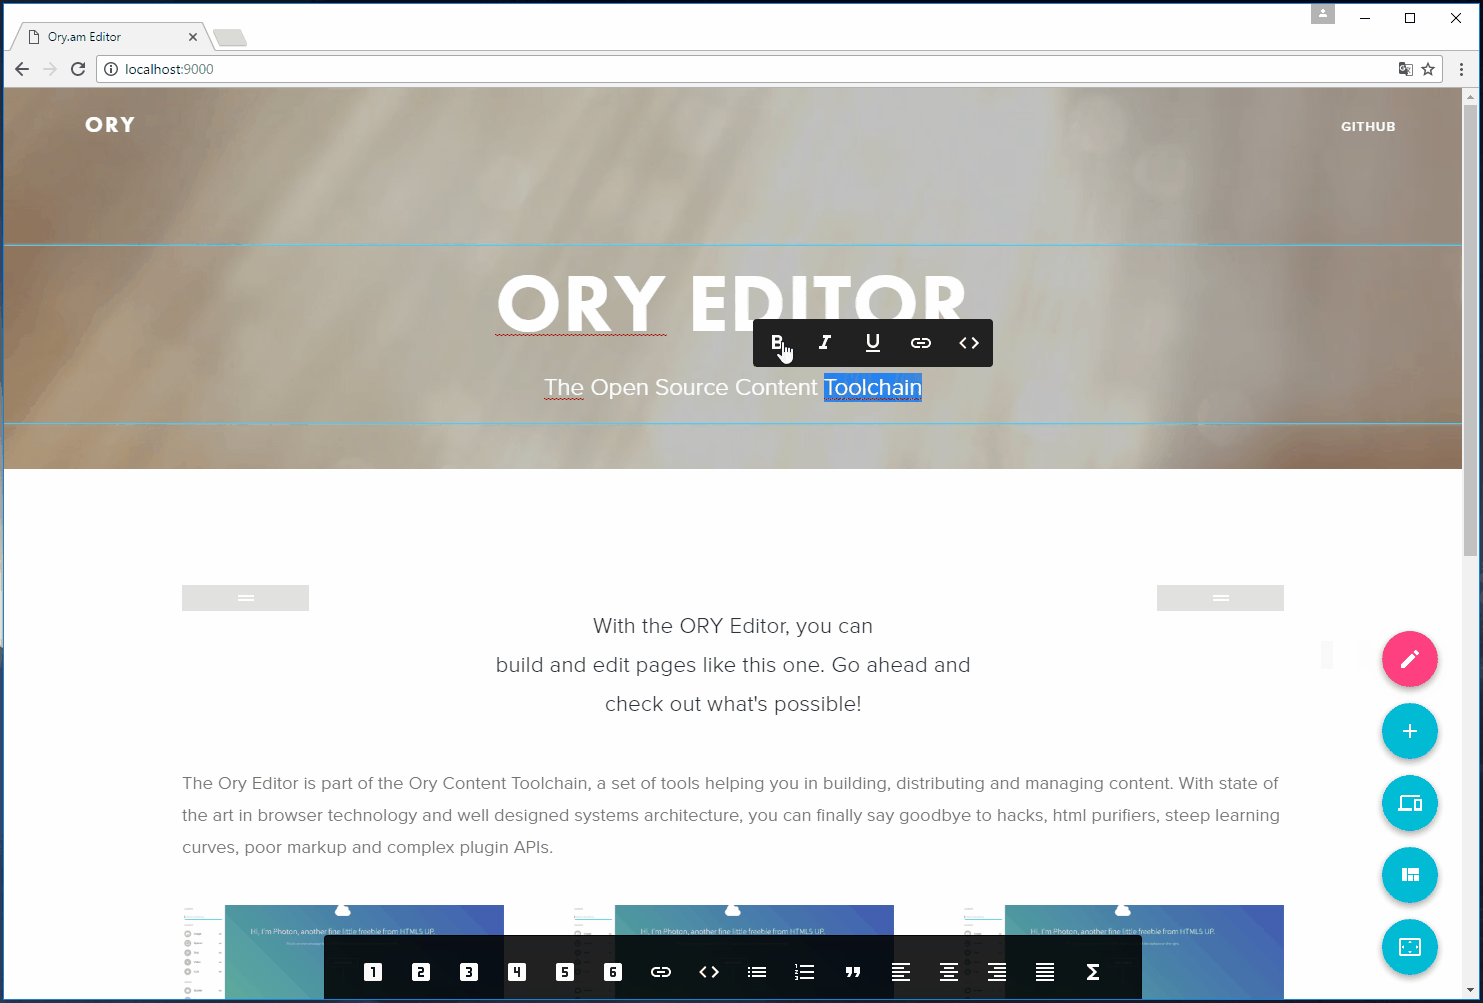 Ory.am Editor
localhost:9000
ORY
GITHUB
ORY EDITOR
B I U
The Open Source Content Toolchain
With the ORY Editor, you can
build and edit pages like this one. Go ahead and
check out what's possible!
The Ory Editor is part of the Ory Content Toolchain, a set of tools helping you in building, distributing and managing content. With state of
the art in browser technology and well designed systems architecture, you can finally say goodbye to hacks, html purifiers, steep learning
curves, poor markup and complex plugin APIs.
Hi, I'm Photon, another fine little freebie from HTML5 UP.
Hi, I'm Photon, another fine little freebie from HTML5 UP.
Hi, I'm Photon, another fine little freebie from HTML5 UP.
1 2 3 4 5 6